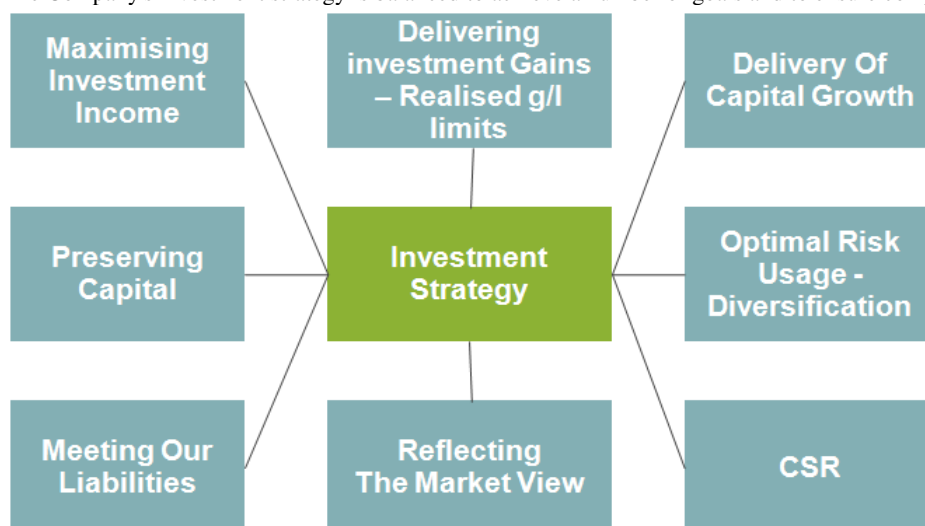 Maximising
Investment
Income
Delivering
investment Gains
– Realised g/l
limits
Delivery Of
Capital Growth
Preserving
Capital
Investment
Strategy
Optimal Risk
Usage -
Diversification
Meeting Our
Liabilities
Reflecting
The Market View
CSR